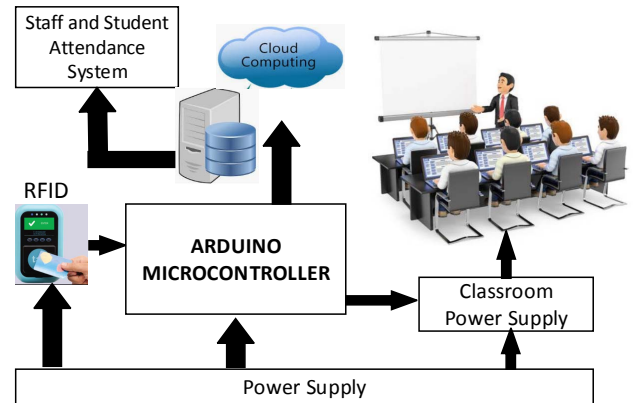 Staff and Student
Attendance
System
Cloud
Computing
RFID
ARDUINO
MICROCONTROLLER
Classroom
Power Supply
Power Supply